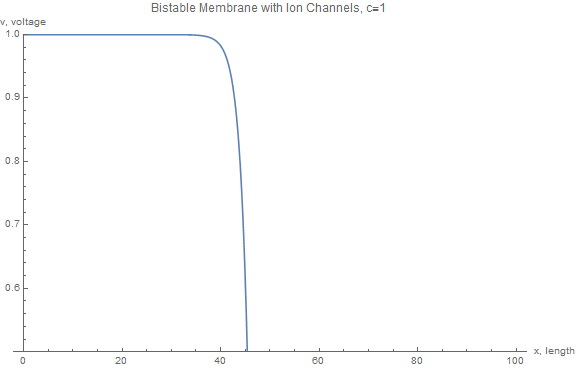 Bistable Membrane with Ion Channels, c=1
v, voltage
1.0
0.9
0.8
0.7
0.6
0 20 40 60 80 100 x, length